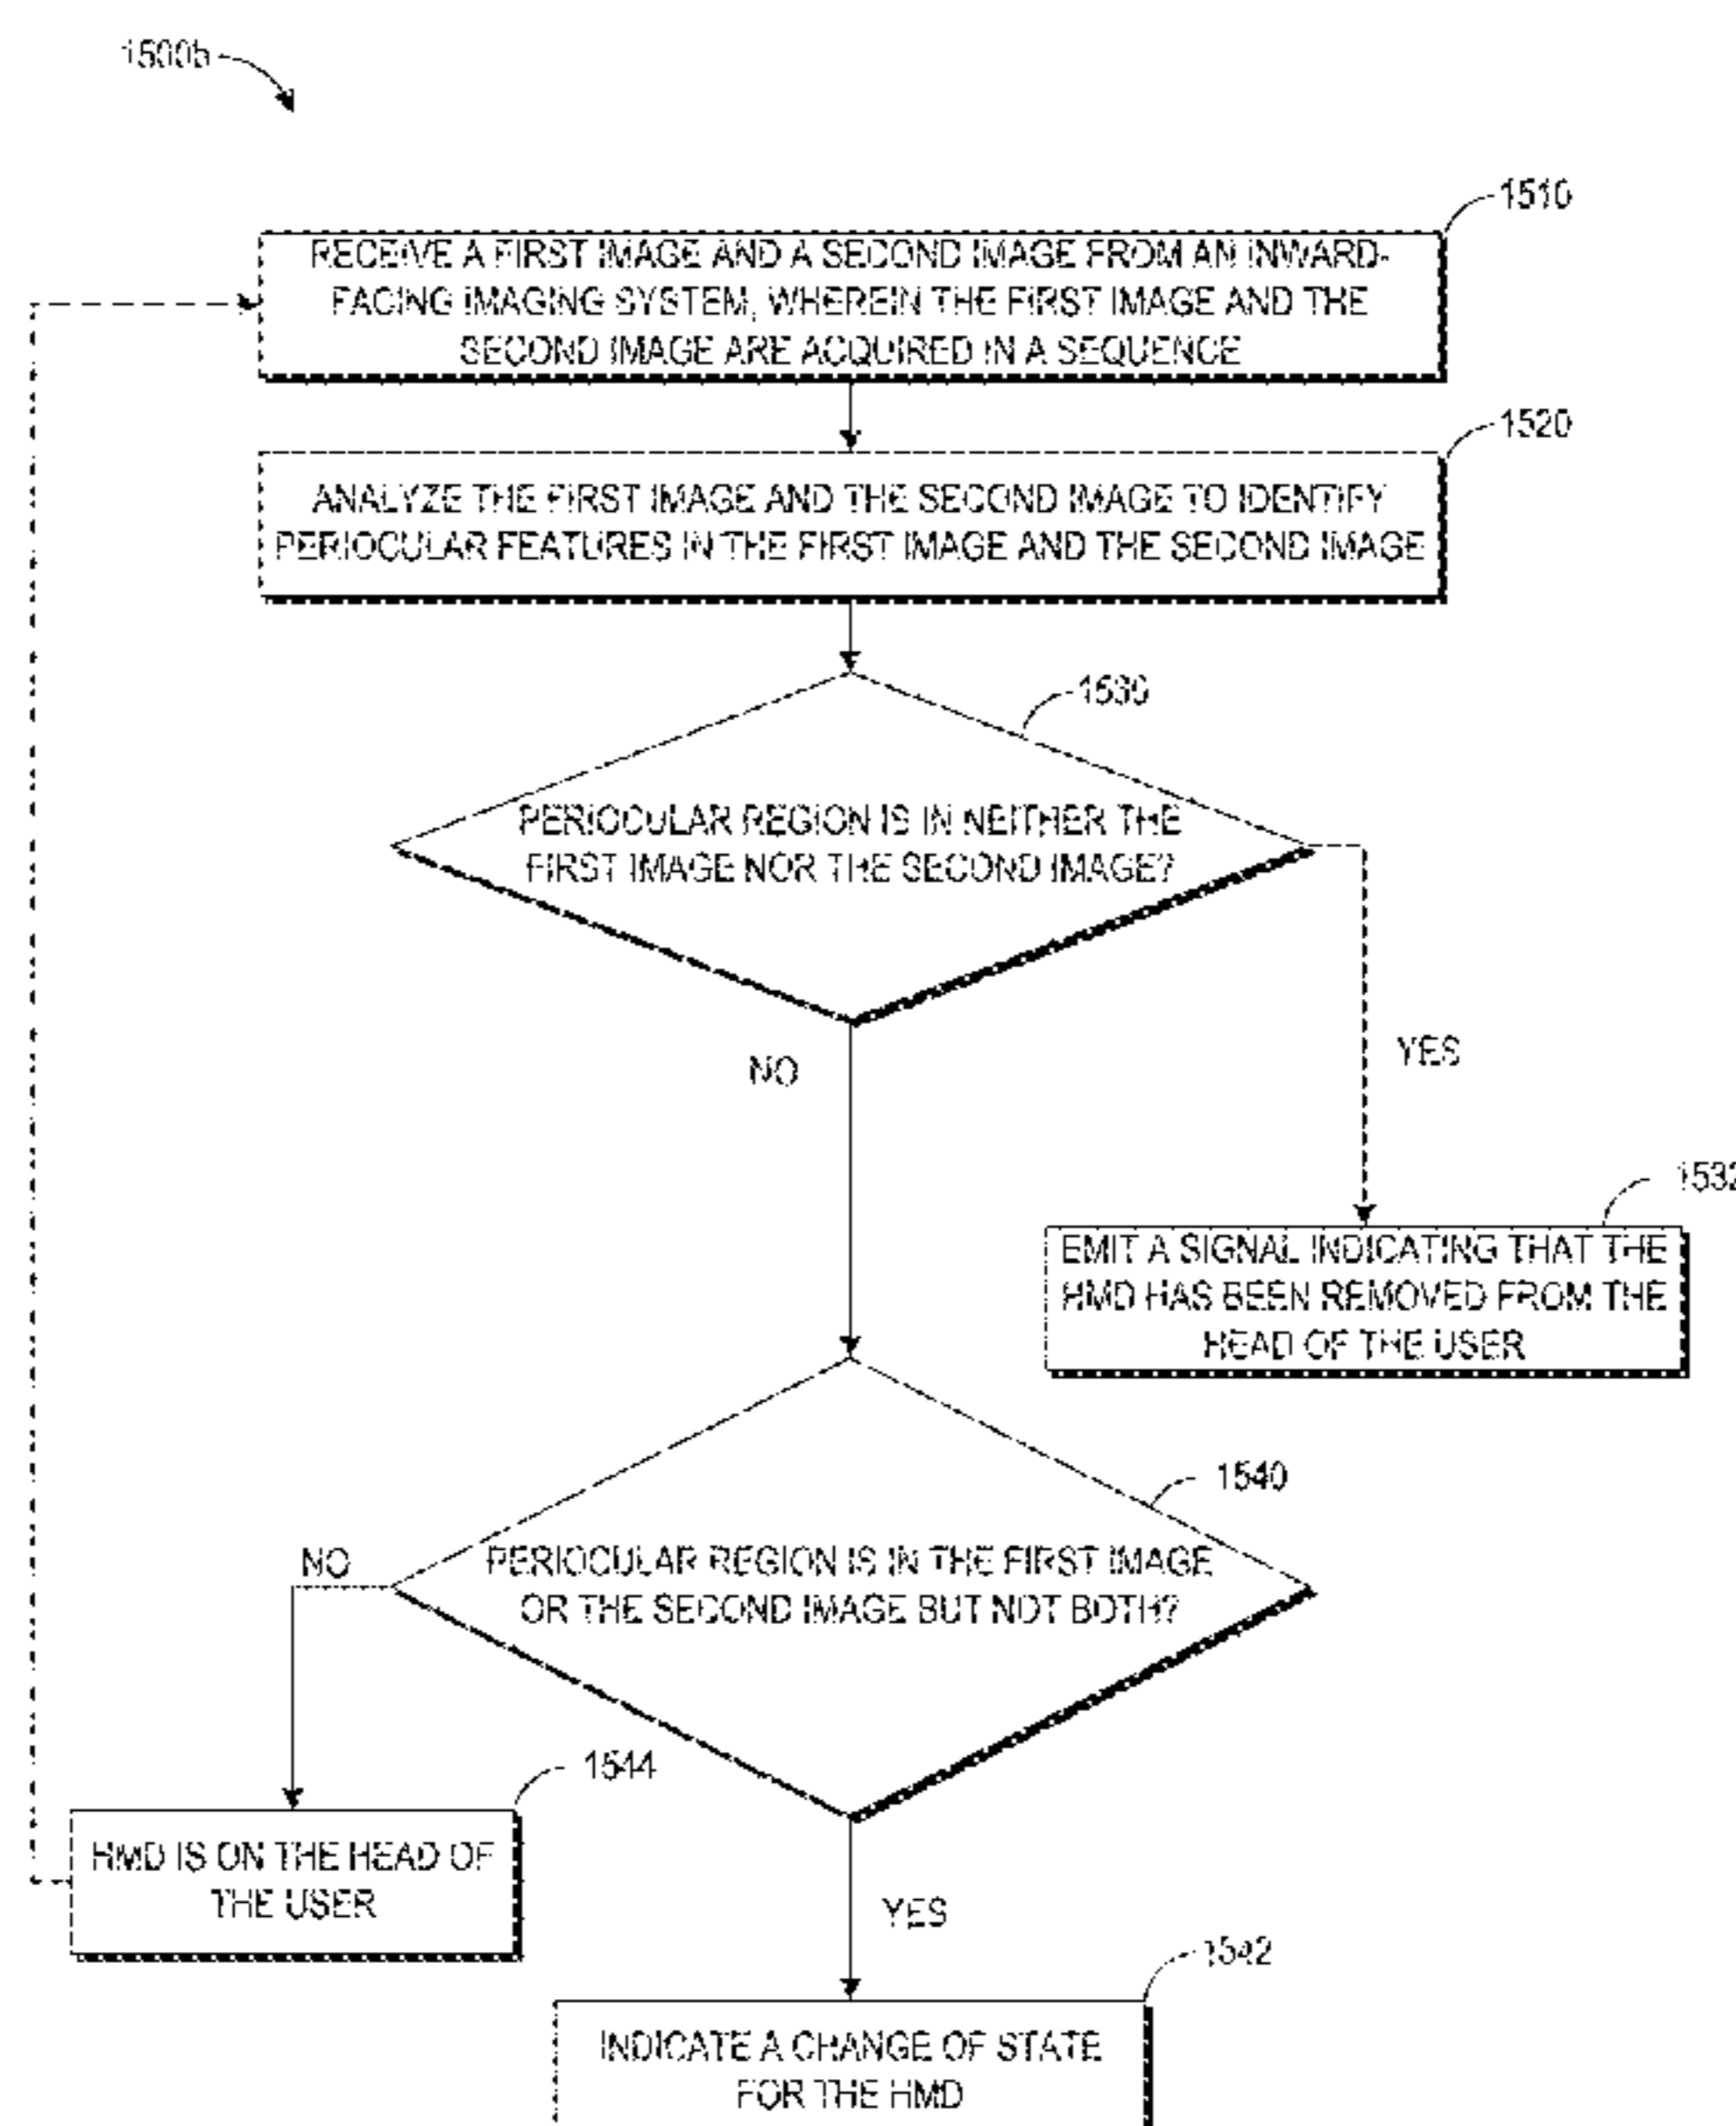 1500b
1510
RECEIVE A FIRST IMAGE AND A SECOND IMAGE FROM AN INWARD-
FACING IMAGING SYSTEM, WHEREIN THE FIRST IMAGE AND THE
SECOND IMAGE ARE ACQUIRED IN A SEQUENCE
1520
ANALYZE THE FIRST IMAGE AND THE SECOND IMAGE TO IDENTIFY
PERIOCULAR FEATURES IN THE FIRST IMAGE AND THE SECOND IMAGE
1530
PERIOCULAR REGION IS IN NEITHER THE
FIRST IMAGE NOR THE SECOND IMAGE?
NO
YES
1532
EMIT A SIGNAL INDICATING THAT THE
HMD HAS BEEN REMOVED FROM THE
HEAD OF THE USER
1540
PERIOCULAR REGION IS IN THE FIRST IMAGE
OR THE SECOND IMAGE BUT NOT BOTH?
NO
1544
HMD IS ON THE HEAD OF
THE USER
YES
1542
INDICATE A CHANGE OF STATE
FOR THE HMD